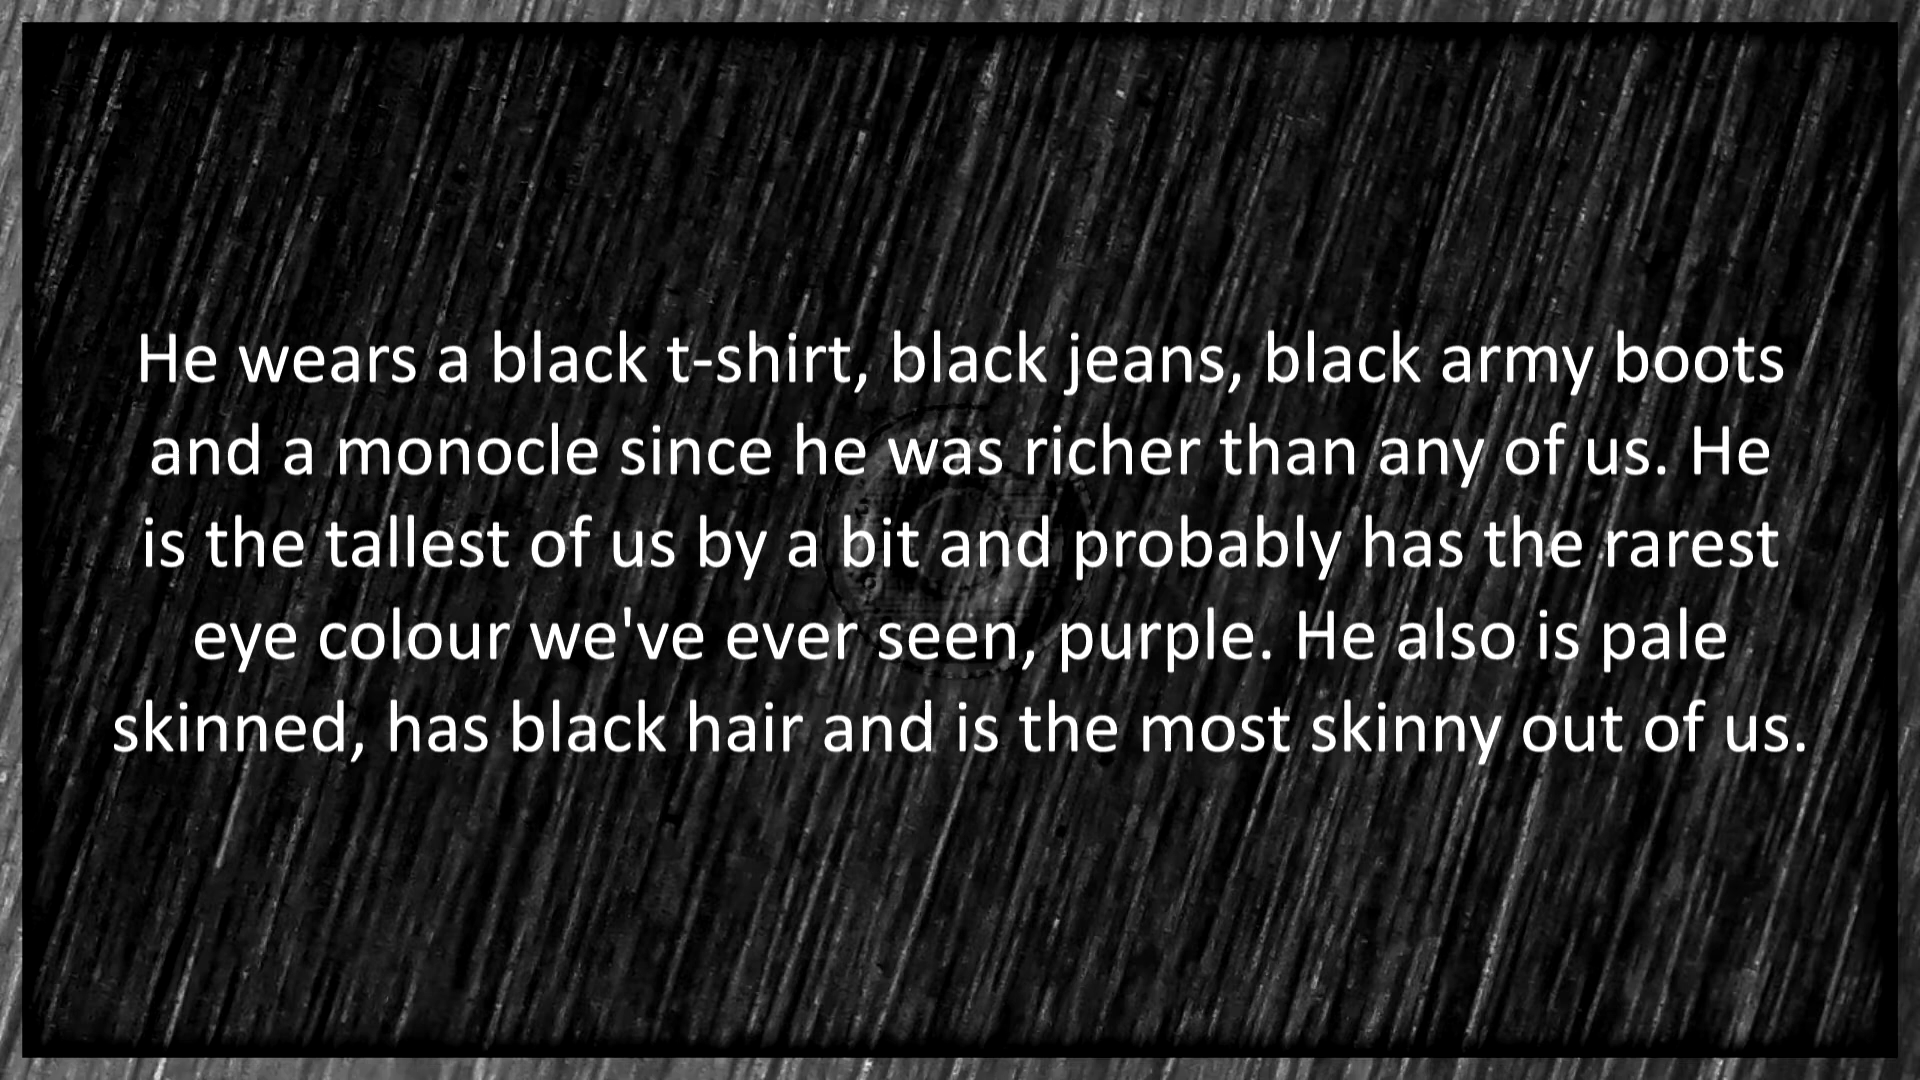 He wears a black t-shirt, black jeans, black army boots
and a monocle since he was richer than any of us. He
is the tallest of us by a bit and probably has the rarest
eye colour we've ever seen, purple. He also is pale
skinned, has black hair and is the most skinny out of us.